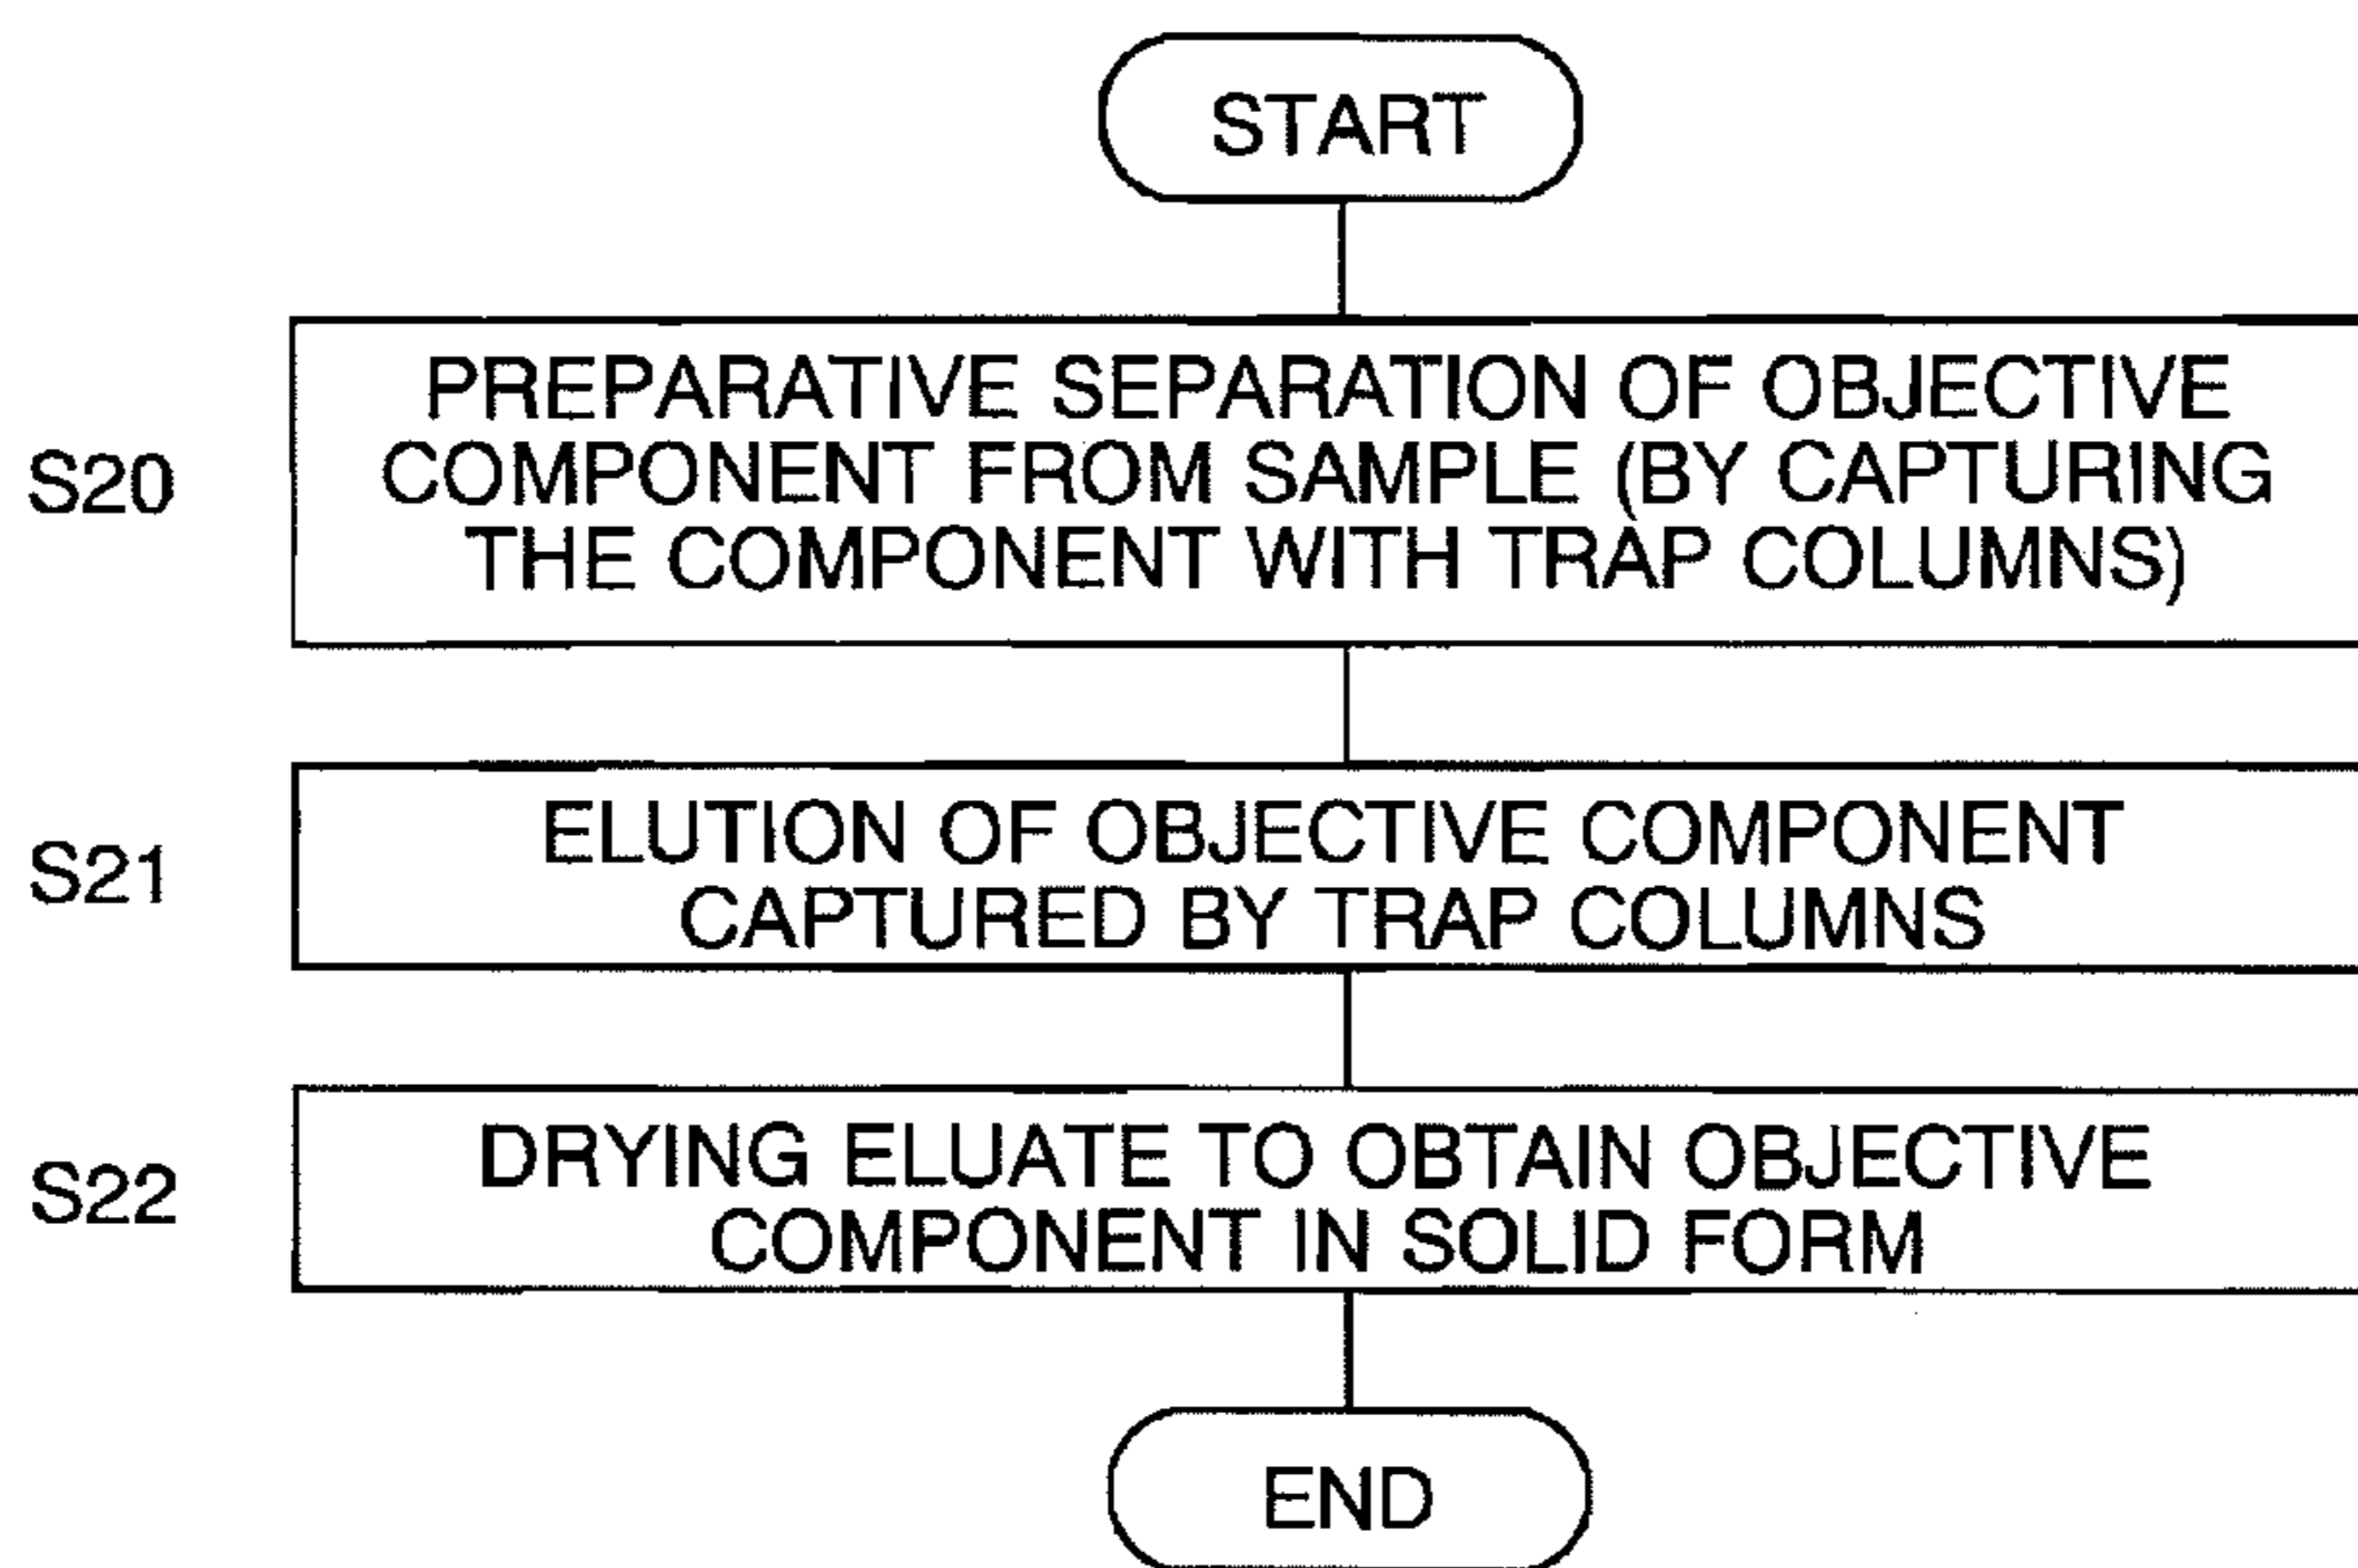 START
S20
PREPARATIVE SEPARATION OF OBJECTIVE
COMPONENT FROM SAMPLE (BY CAPTURING
THE COMPONENT WITH TRAP COLUMNS)
S21
ELUTION OF OBJECTIVE COMPONENT
CAPTURED BY TRAP COLUMNS
S22
DRYING ELUATE TO OBTAIN OBJECTIVE
COMPONENT IN SOLID FORM
END